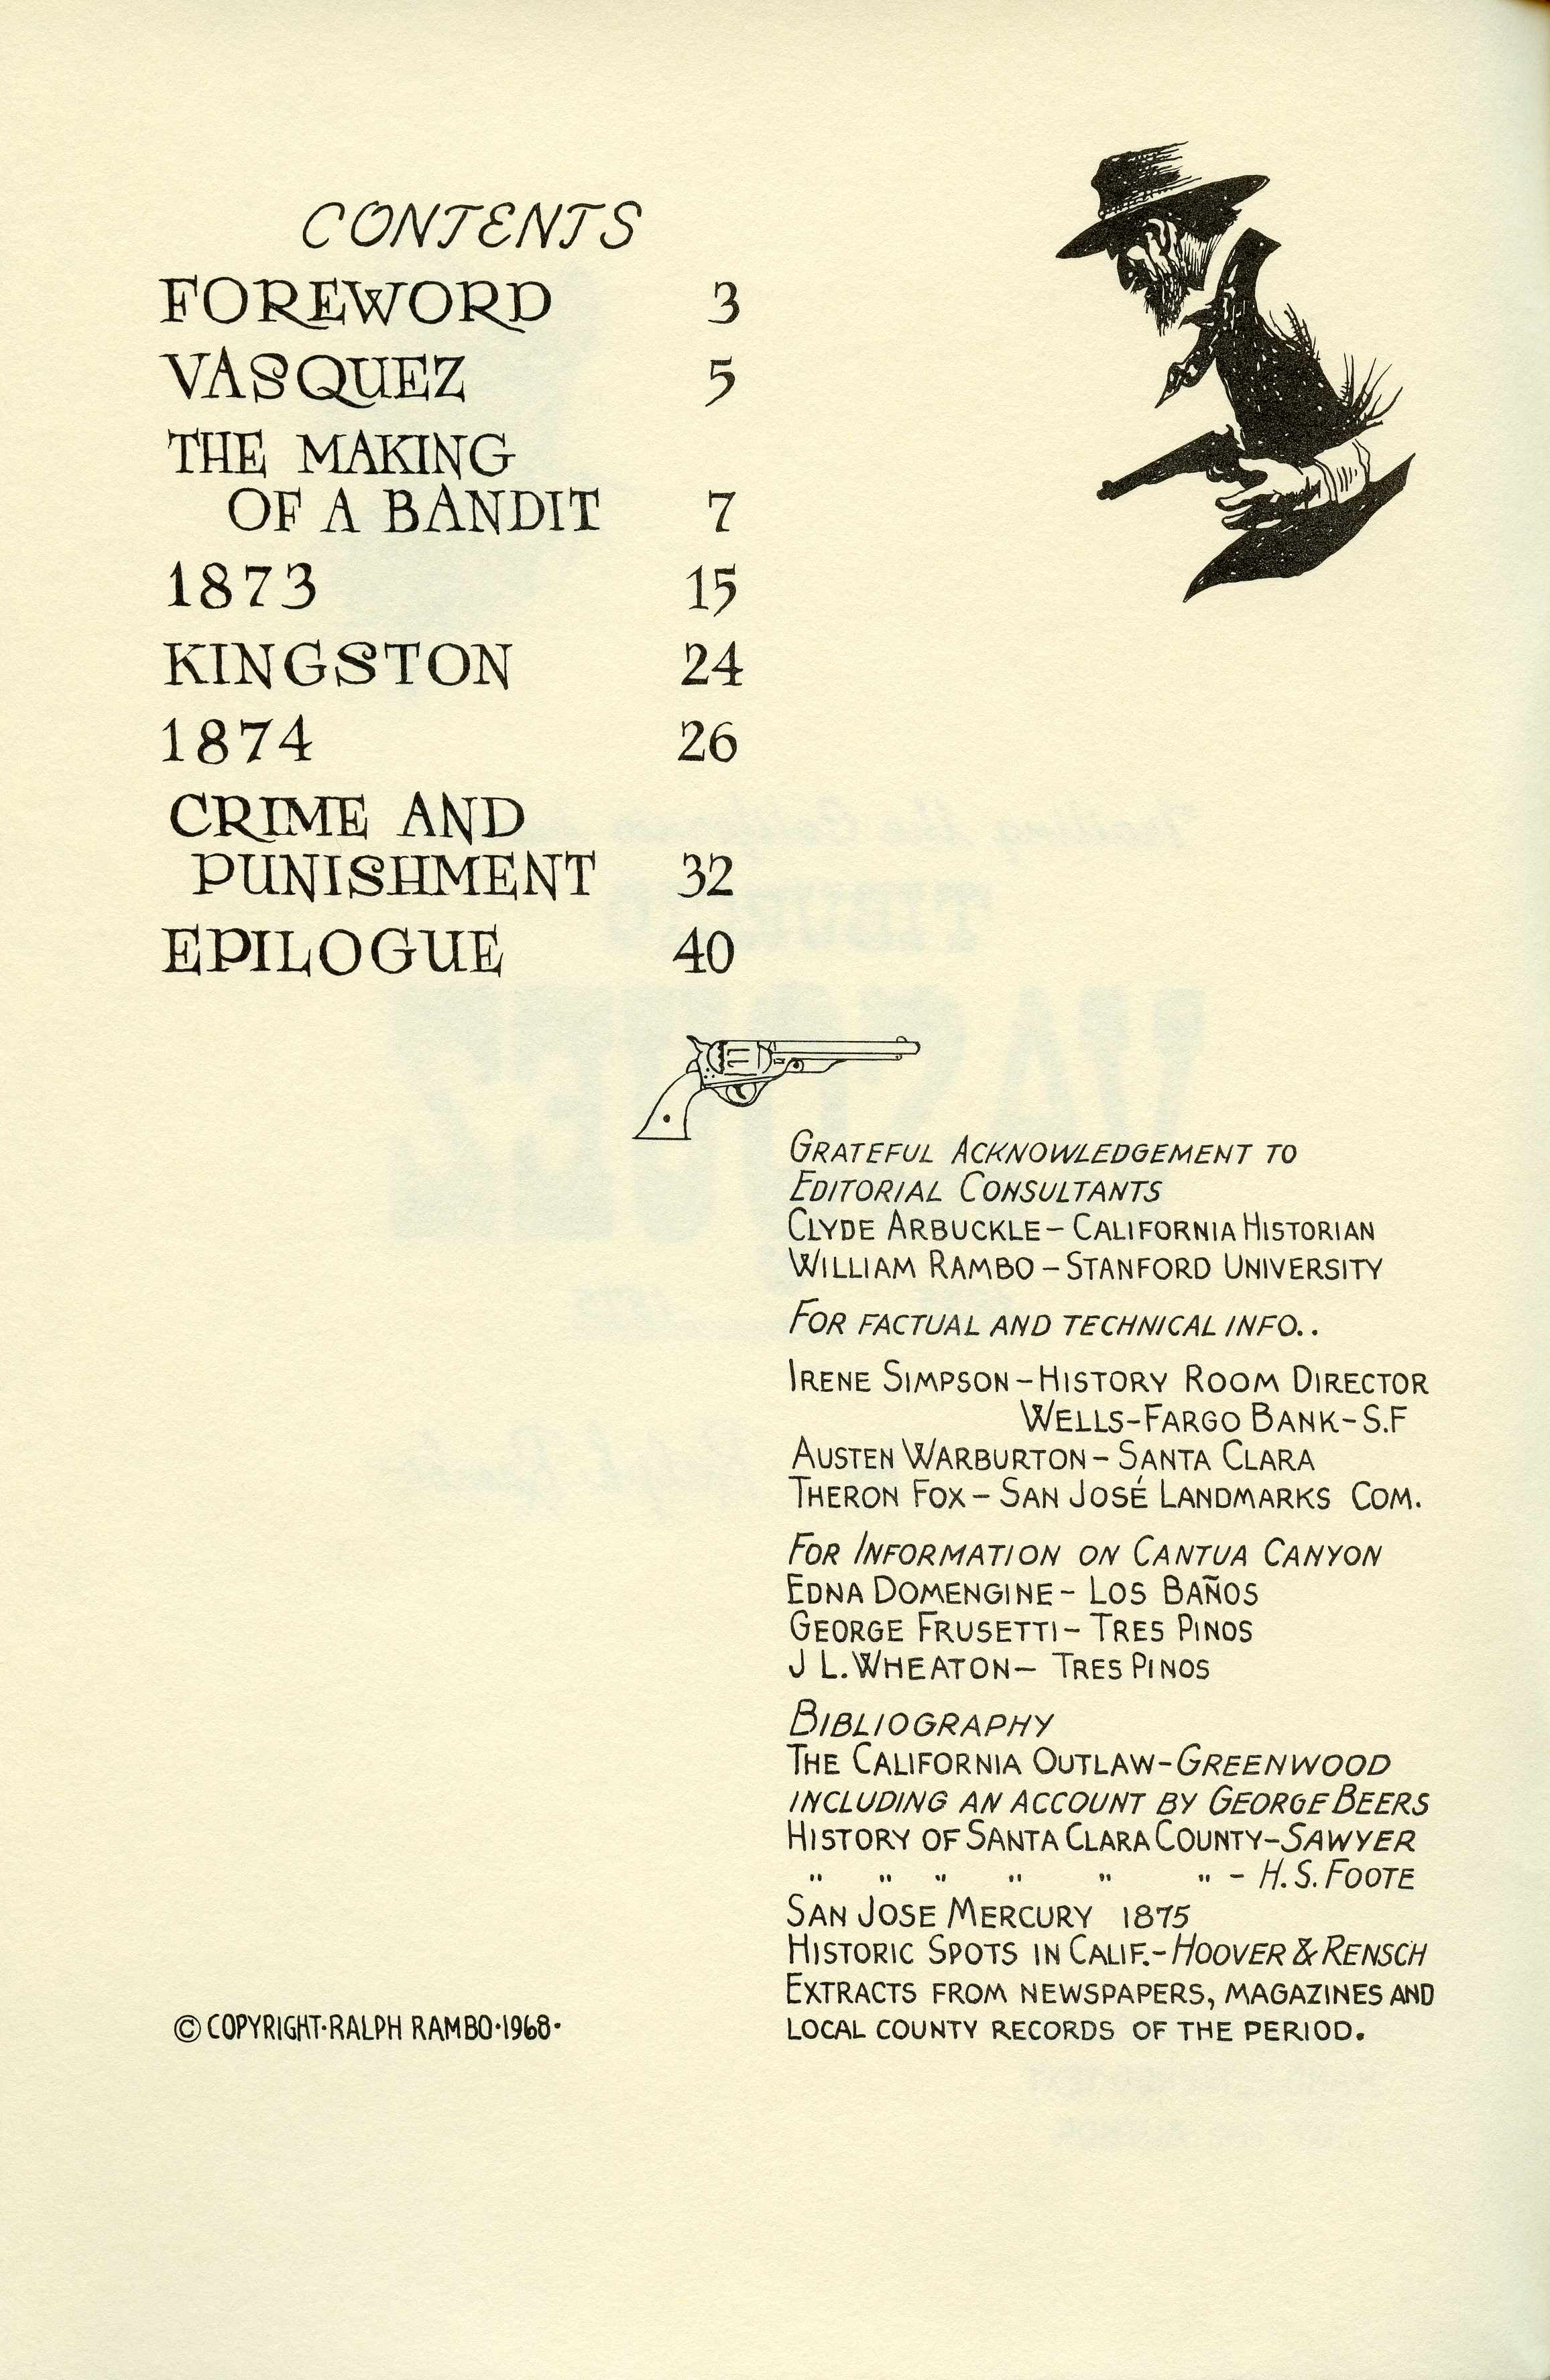 CONTENTS
FOREWORD 3
VASQUEZ 5
THE MAKING
OF A BANDIT 7
1873 15
KINGSTON 24
1874 26
CRIME AND
PUNISHMENT 32
EPILOGUE 40
GRATEFUL ACKNOWLEDGEMENT TO
EDITORIAL CONSULTANTS
CLYDE ARBUCKLE – CALIFORNIA HISTORIAN
WILLIAM RAMBO – STANFORD UNIVERSITY
FOR FACTUAL AND TECHNICAL INFO..
IRENE SIMPSON – HISTORY ROOM DIRECTOR
WELLS-FARGO BANK – S.F
AUSTEN WARBURTON – SANTA CLARA
THERON FOX – SAN JOSÉ LANDMARKS COM.
FOR INFORMATION ON CANTUA CANYON
EDNA DOMENGINE – LOS BAÑOS
GEORGE FRUSETTI – TRES PINOS
J L. WHEATON – TRES PINOS
BIBLIOGRAPHY
THE CALIFORNIA OUTLAW – GREENWOOD
INCLUDING AN ACCOUNT BY GEORGE BEERS
HISTORY OF SANTA CLARA COUNTY – SAWYER
" " " " " " – H. S. FOOTE
SAN JOSE MERCURY 1875
HISTORIC SPOTS IN CALIF. – HOOVER & RENSCH
EXTRACTS FROM NEWSPAPERS, MAGAZINES AND
LOCAL COUNTY RECORDS OF THE PERIOD.
© COPYRIGHT · RALPH RAMBO · 1968 ·